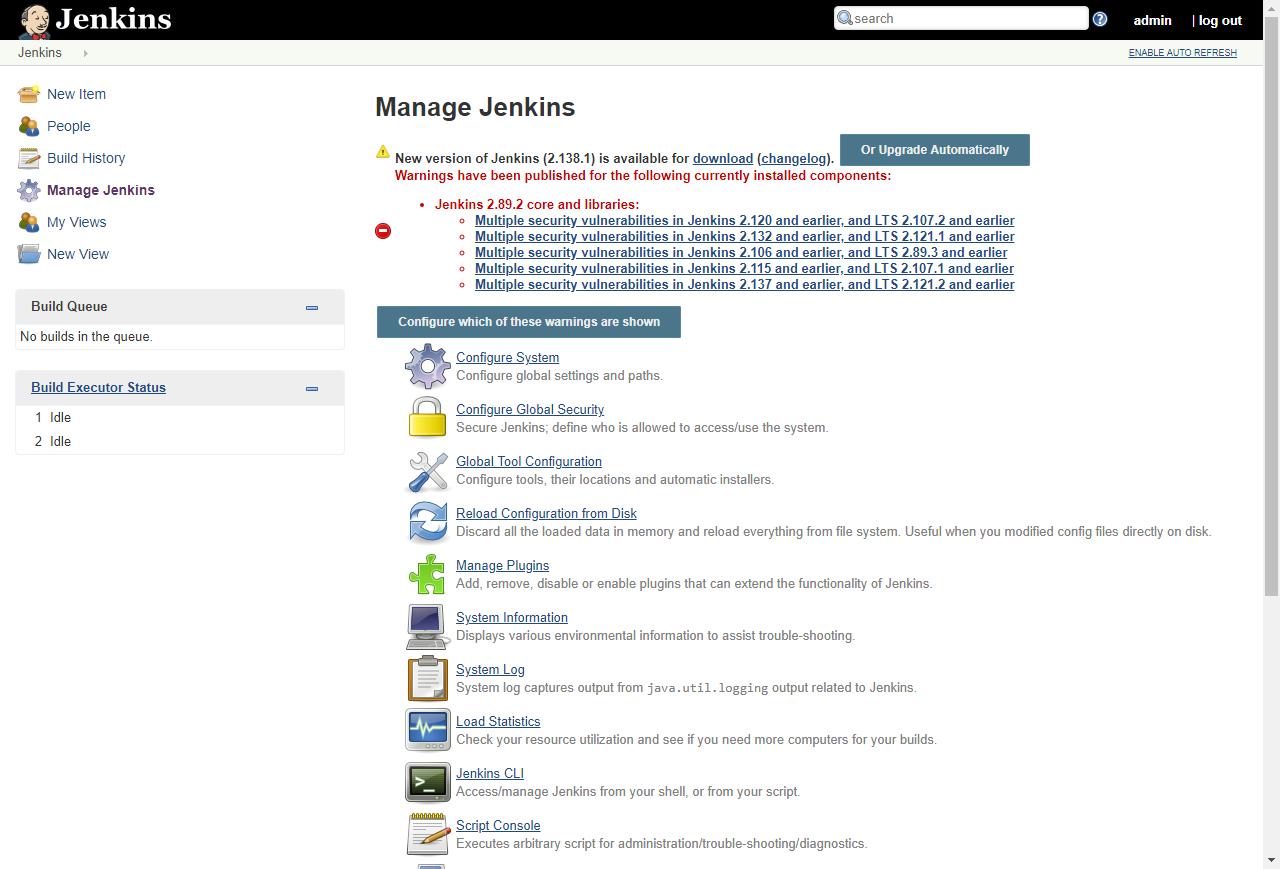 Jenkins
search
admin
| log out
Jenkins
ENABLE AUTO REFRESH
New Item
People
Build History
Manage Jenkins
My Views
New View
Build Queue
No builds in the queue.
Build Executor Status
1 Idle
2 Idle
Manage Jenkins
New version of Jenkins (2.138.1) is available for download (changelog).
Or Upgrade Automatically
Warnings have been published for the following currently installed components:
Jenkins 2.89.2 core and libraries:
Multiple security vulnerabilities in Jenkins 2.120 and earlier, and LTS 2.107.2 and earlier
Multiple security vulnerabilities in Jenkins 2.132 and earlier, and LTS 2.121.1 and earlier
Multiple security vulnerabilities in Jenkins 2.106 and earlier, and LTS 2.89.3 and earlier
Multiple security vulnerabilities in Jenkins 2.115 and earlier, and LTS 2.107.1 and earlier
Multiple security vulnerabilities in Jenkins 2.137 and earlier, and LTS 2.121.2 and earlier
Configure which of these warnings are shown
Configure System
Configure global settings and paths.
Configure Global Security
Secure Jenkins; define who is allowed to access/use the system.
Global Tool Configuration
Configure tools, their locations and automatic installers.
Reload Configuration from Disk
Discard all the loaded data in memory and reload everything from file system. Useful when you modified config files directly on disk.
Manage Plugins
Add, remove, disable or enable plugins that can extend the functionality of Jenkins.
System Information
Displays various environmental information to assist trouble-shooting.
System Log
System log captures output from java.util.logging output related to Jenkins.
Load Statistics
Check your resource utilization and see if you need more computers for your builds.
Jenkins CLI
Access/manage Jenkins from your shell, or from your script.
Script Console
Executes arbitrary script for administration/trouble-shooting/diagnostics.